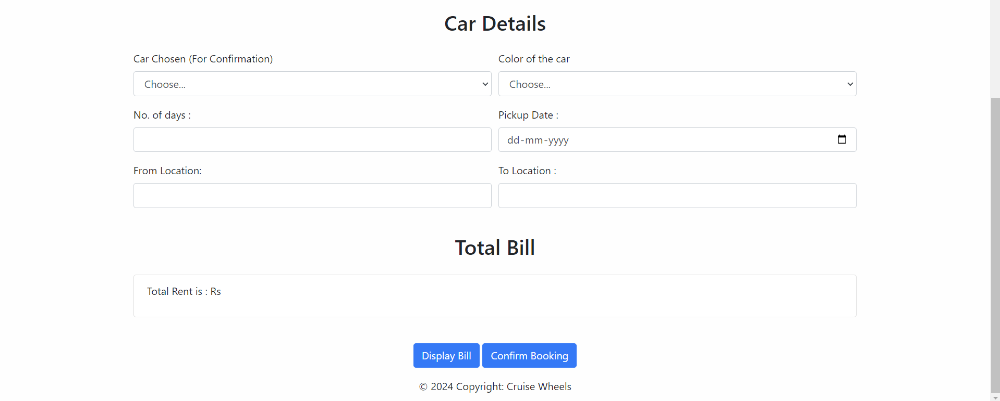 Car Details
Car Chosen (For Confirmation)
Color of the car
Choose...
Choose...
No. of days :
Pickup Date :
dd-mm-yyyy
From Location:
To Location :
Total Bill
Total Rent is : Rs
Display Bill
Confirm Booking
© 2024 Copyright: Cruise Wheels